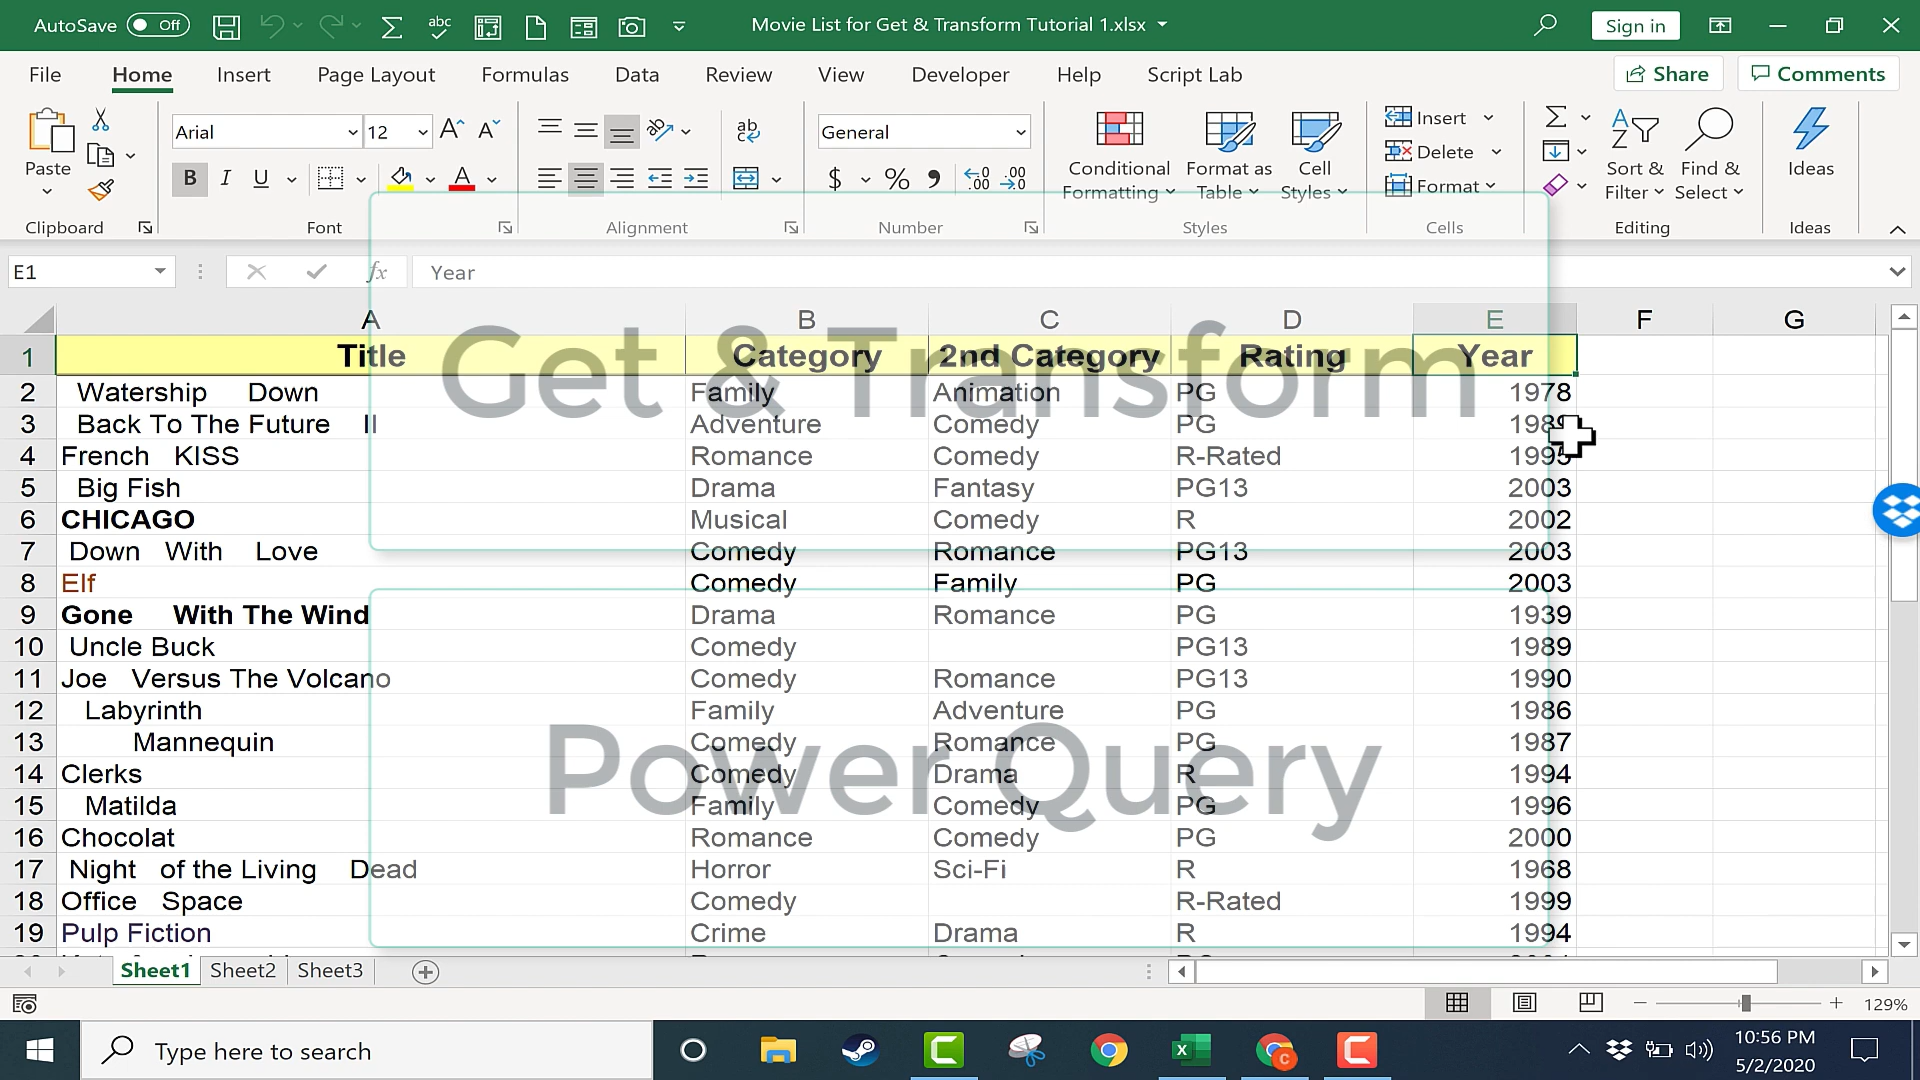 AutoSave Off abc Movie List for Get & Transform Tutorial 1.xlsx Sign in
File Home Insert Page Layout Formulas Data Review View Developer Help Script Lab Share Comments
Paste Arial 12 General Conditional Formatting Format as Table Cell Styles Insert Delete Format Sort & Filter Find & Select Ideas
Clipboard Font Alignment Number Styles Cells Editing Ideas
E1 fx Year
A B C D E F G
1 Title Category 2nd Category Rating Year
2 Watership Down Family Animation PG 1978
3 Back To The Future II Adventure Comedy PG 1989
4 French KISS Romance Comedy R-Rated 1995
5 Big Fish Drama Fantasy PG13 2003
6 CHICAGO Musical Comedy R 2002
7 Down With Love Comedy Romance PG13 2003
8 Elf Comedy Family PG 2003
9 Gone With The Wind Drama Romance PG 1939
10 Uncle Buck Comedy PG13 1989
11 Joe Versus The Volcano Comedy Romance PG13 1990
12 Labyrinth Family Adventure PG 1986
13 Mannequin Comedy Romance PG 1987
14 Clerks Comedy Drama R 1994
15 Matilda Family Comedy PG 1996
16 Chocolat Romance Comedy PG 2000
17 Night of the Living Dead Horror Sci-Fi R 1968
18 Office Space Comedy R-Rated 1999
19 Pulp Fiction Crime Drama R 1994
Get & Transform
Power Query
Sheet1 Sheet2 Sheet3
129%
Type here to search
10:56 PM
5/2/2020